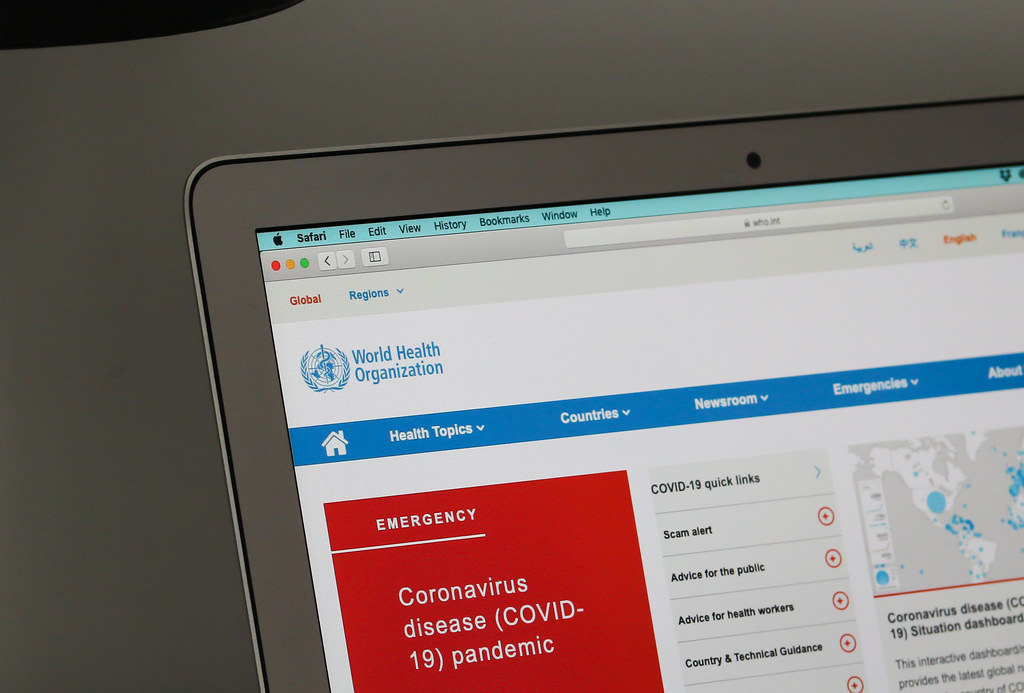 Safari File Edit View History Bookmarks Window Help
who.int
中文 English
Global Regions
World Health
Organization
Health Topics Countries Newsroom Emergencies About
EMERGENCY
Coronavirus
disease (COVID-
19) pandemic
COVID-19 quick links
Scam alert
Advice for the public
Advice for health workers
Country & Technical Guidance
Coronavirus disease (CO
19) Situation dashboard
This interactive dashboard/
provides the latest global
country of CO